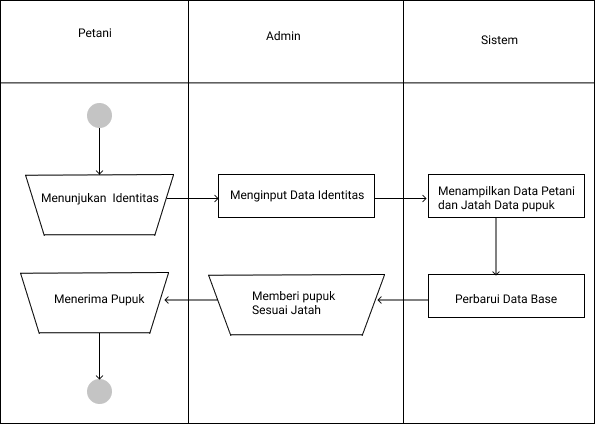 Petani
Admin
Sistem
Menunjukan Identitas
Menginput Data Identitas
Menampilkan Data Petani
dan Jatah Data pupuk
Menerima Pupuk
Memberi pupuk
Sesuai Jatah
Perbarui Data Base